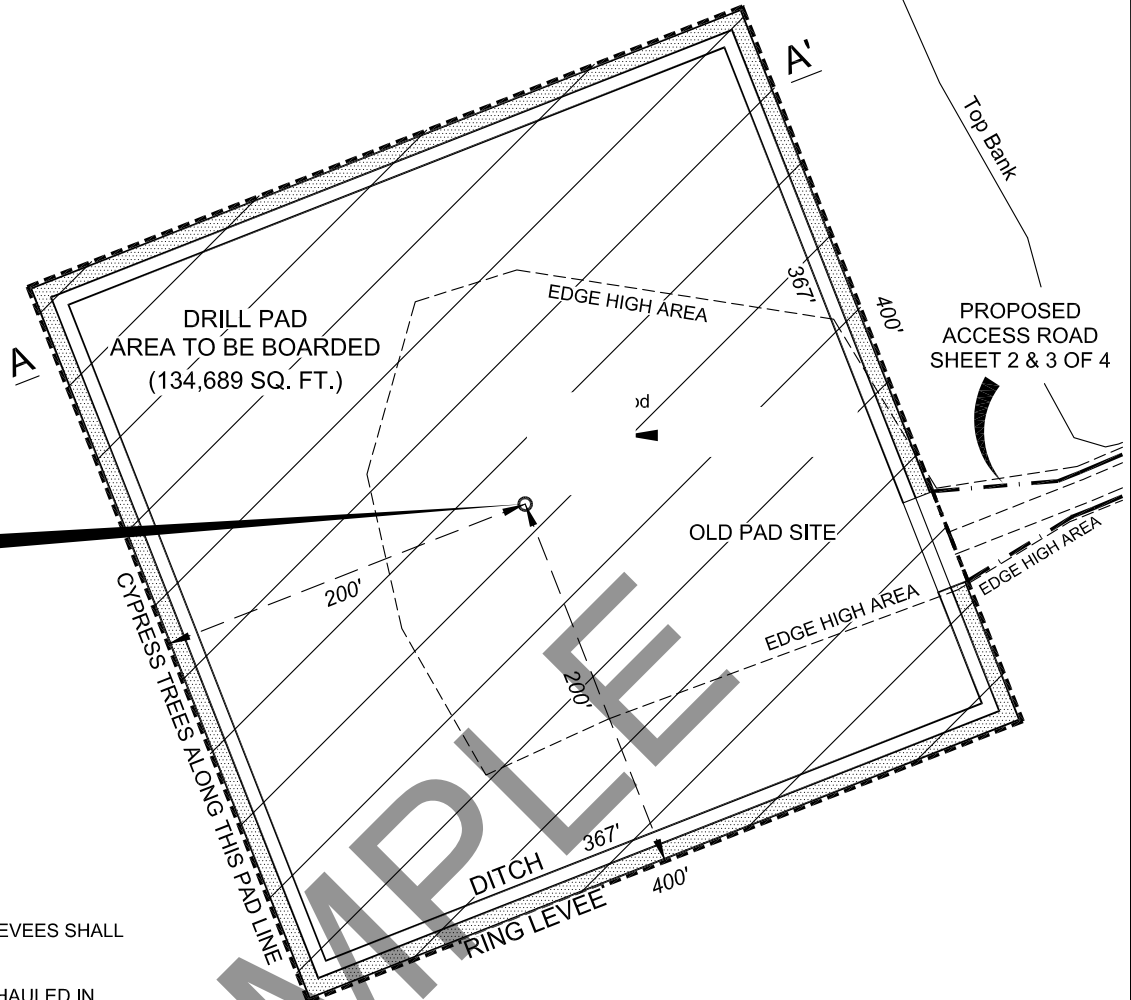 A'
Top Bank
DRILL PAD
AREA TO BE BOARDED
(134,689 SQ. FT.)
A
EDGE HIGH AREA
367'
400'
PROPOSED
ACCESS ROAD
SHEET 2 & 3 OF 4
OLD PAD SITE
EDGE HIGH AREA
EDGE HIGH AREA
200'
200'
CYPRESS TREES ALONG THIS PAD LINE
DITCH
367'
RING LEVEE
400'
SHALL
HAULED IN